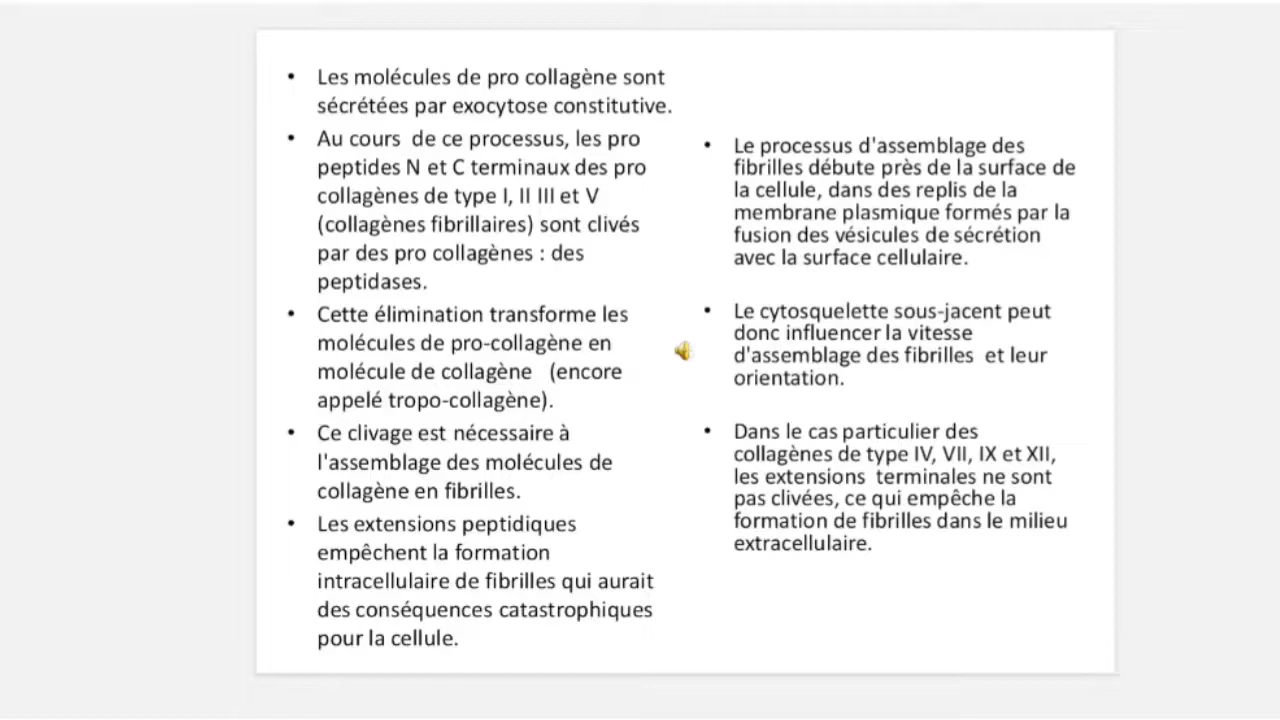 • Les molécules de pro collagène sont
sécrétées par exocytose constitutive.
• Au cours de ce processus, les pro
peptides N et C terminaux des pro
collagènes de type I, II III et V
(collagènes fibrillaires) sont clivés
par des pro collagènes : des
peptidases.
• Cette élimination transforme les
molécules de pro-collagène en
molécule de collagène (encore
appelé tropo-collagène).
• Ce clivage est nécessaire à
l'assemblage des molécules de
collagène en fibrilles.
• Les extensions peptidiques
empêchent la formation
intracellulaire de fibrilles qui aurait
des conséquences catastrophiques
pour la cellule.
• Le processus d'assemblage des
fibrilles débute près de la surface de
la cellule, dans des replis de la
membrane plasmique formés par la
fusion des vésicules de sécrétion
avec la surface cellulaire.
• Le cytosquelette sous-jacent peut
donc influencer la vitesse
d'assemblage des fibrilles et leur
orientation.
• Dans le cas particulier des
collagènes de type IV, VII, IX et XII,
les extensions terminales ne sont
pas clivées, ce qui empêche la
formation de fibrilles dans le milieu
extracellulaire.